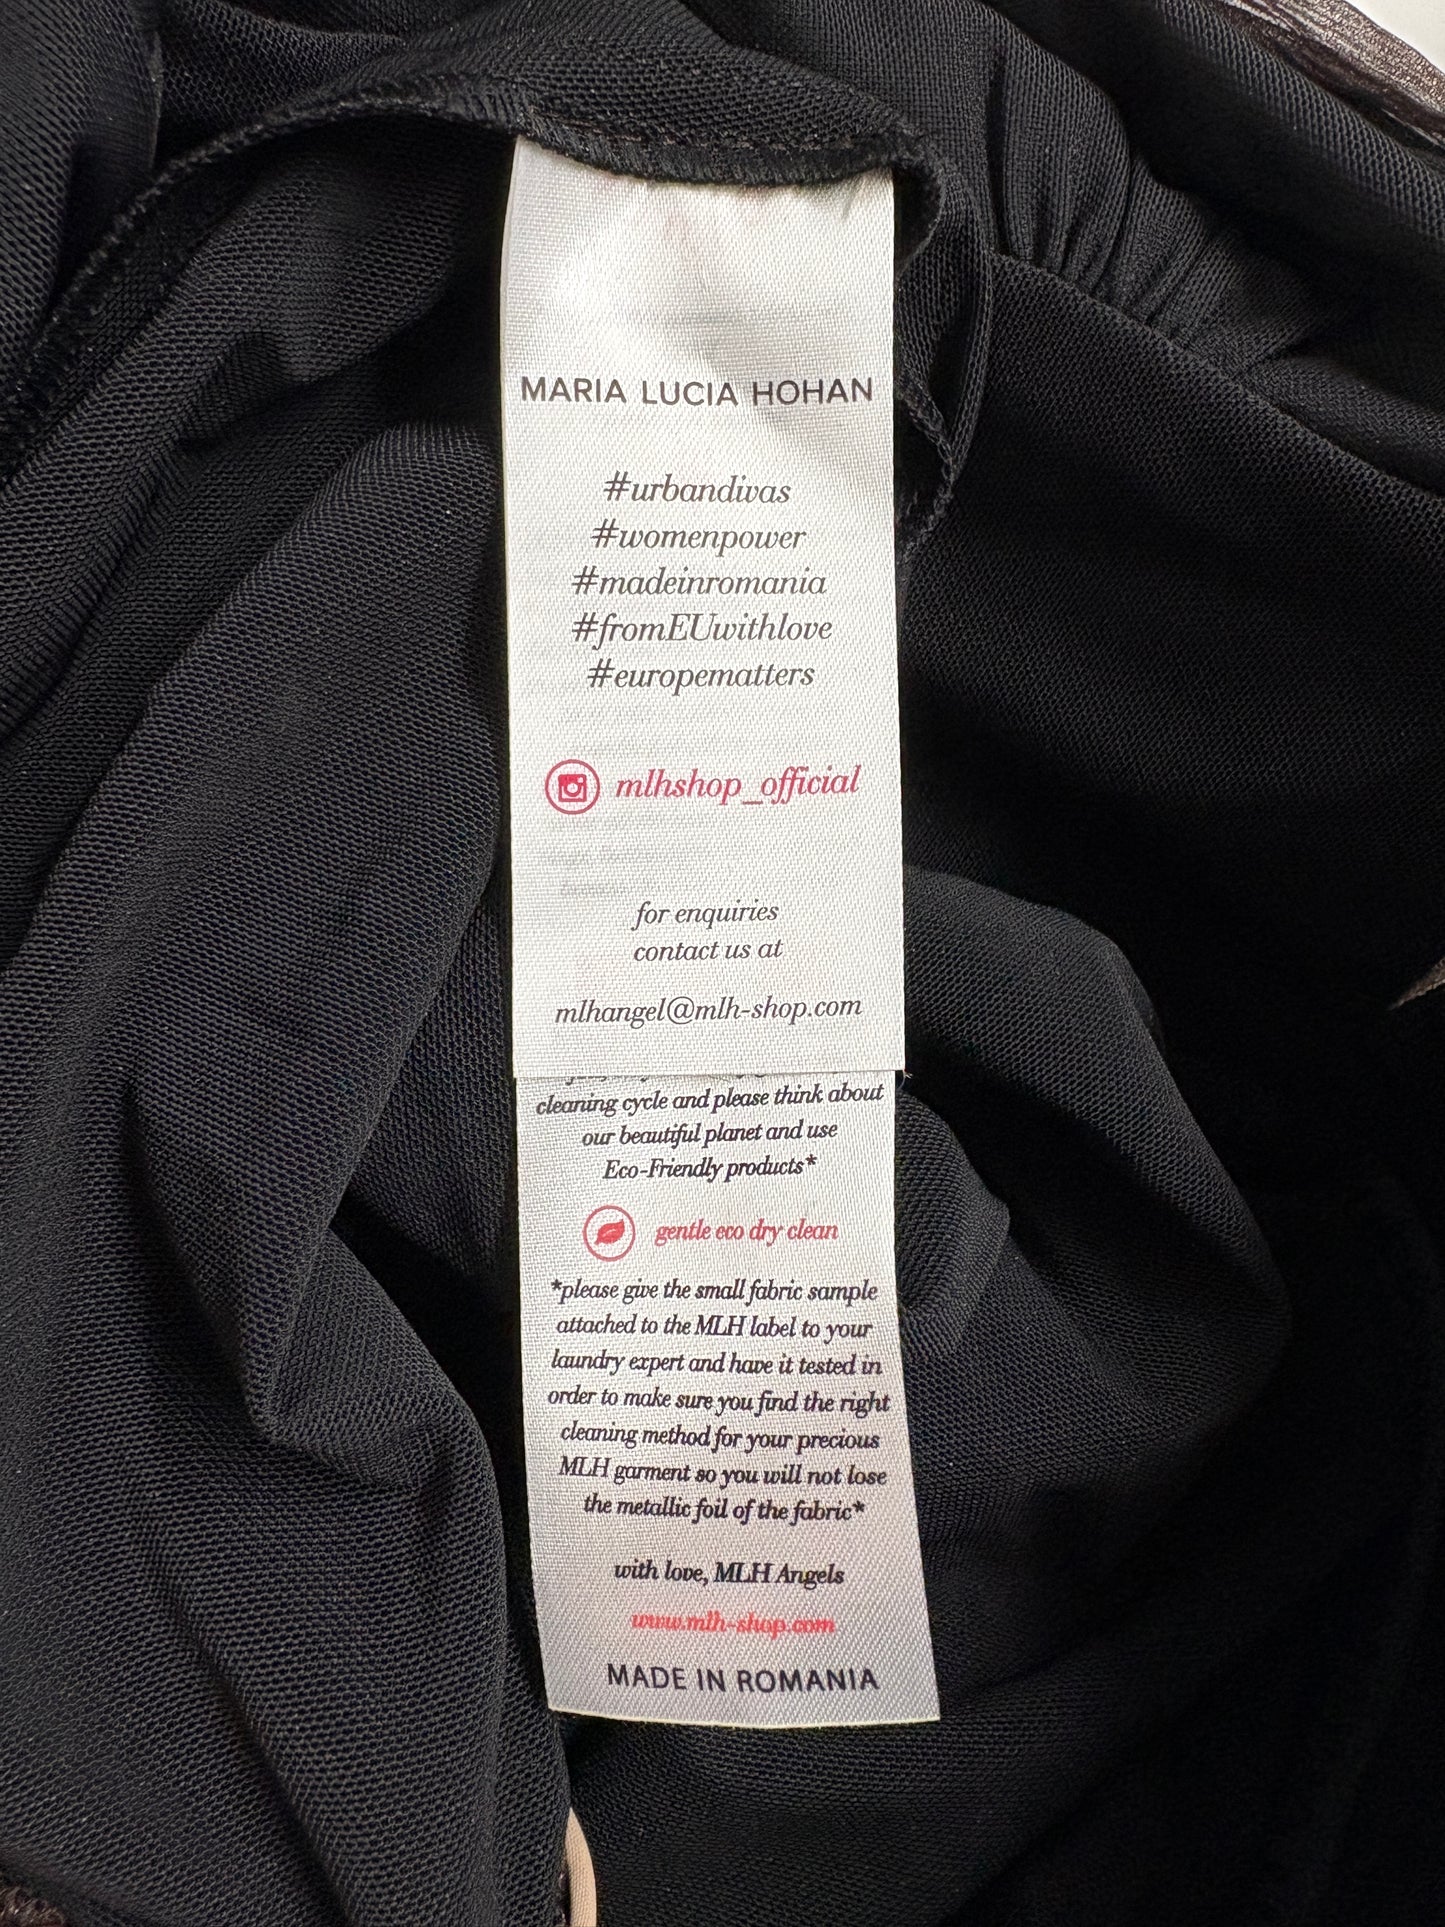 MARIA LUCIA HOHAN
#urbandivas
#womenpower
#madeinromania
#fromEUwithlove
#europematters
mlhshop_official
for enquiries
contact us at
mlhangel@mlh-shop.com
cleaning cycle and please think about
our beautiful planet and use
Eco-Friendly products*
gentle eco dry clean
*please give the small fabric sample
attached to the MLH label to your
laundry expert and have it tested in
order to make sure you find the right
cleaning method for your precious
MLH garment so you will not lose
the metallic foil of the fabric*
with love, MLH Angels
www.mlh-shop.com
MADE IN ROMANIA